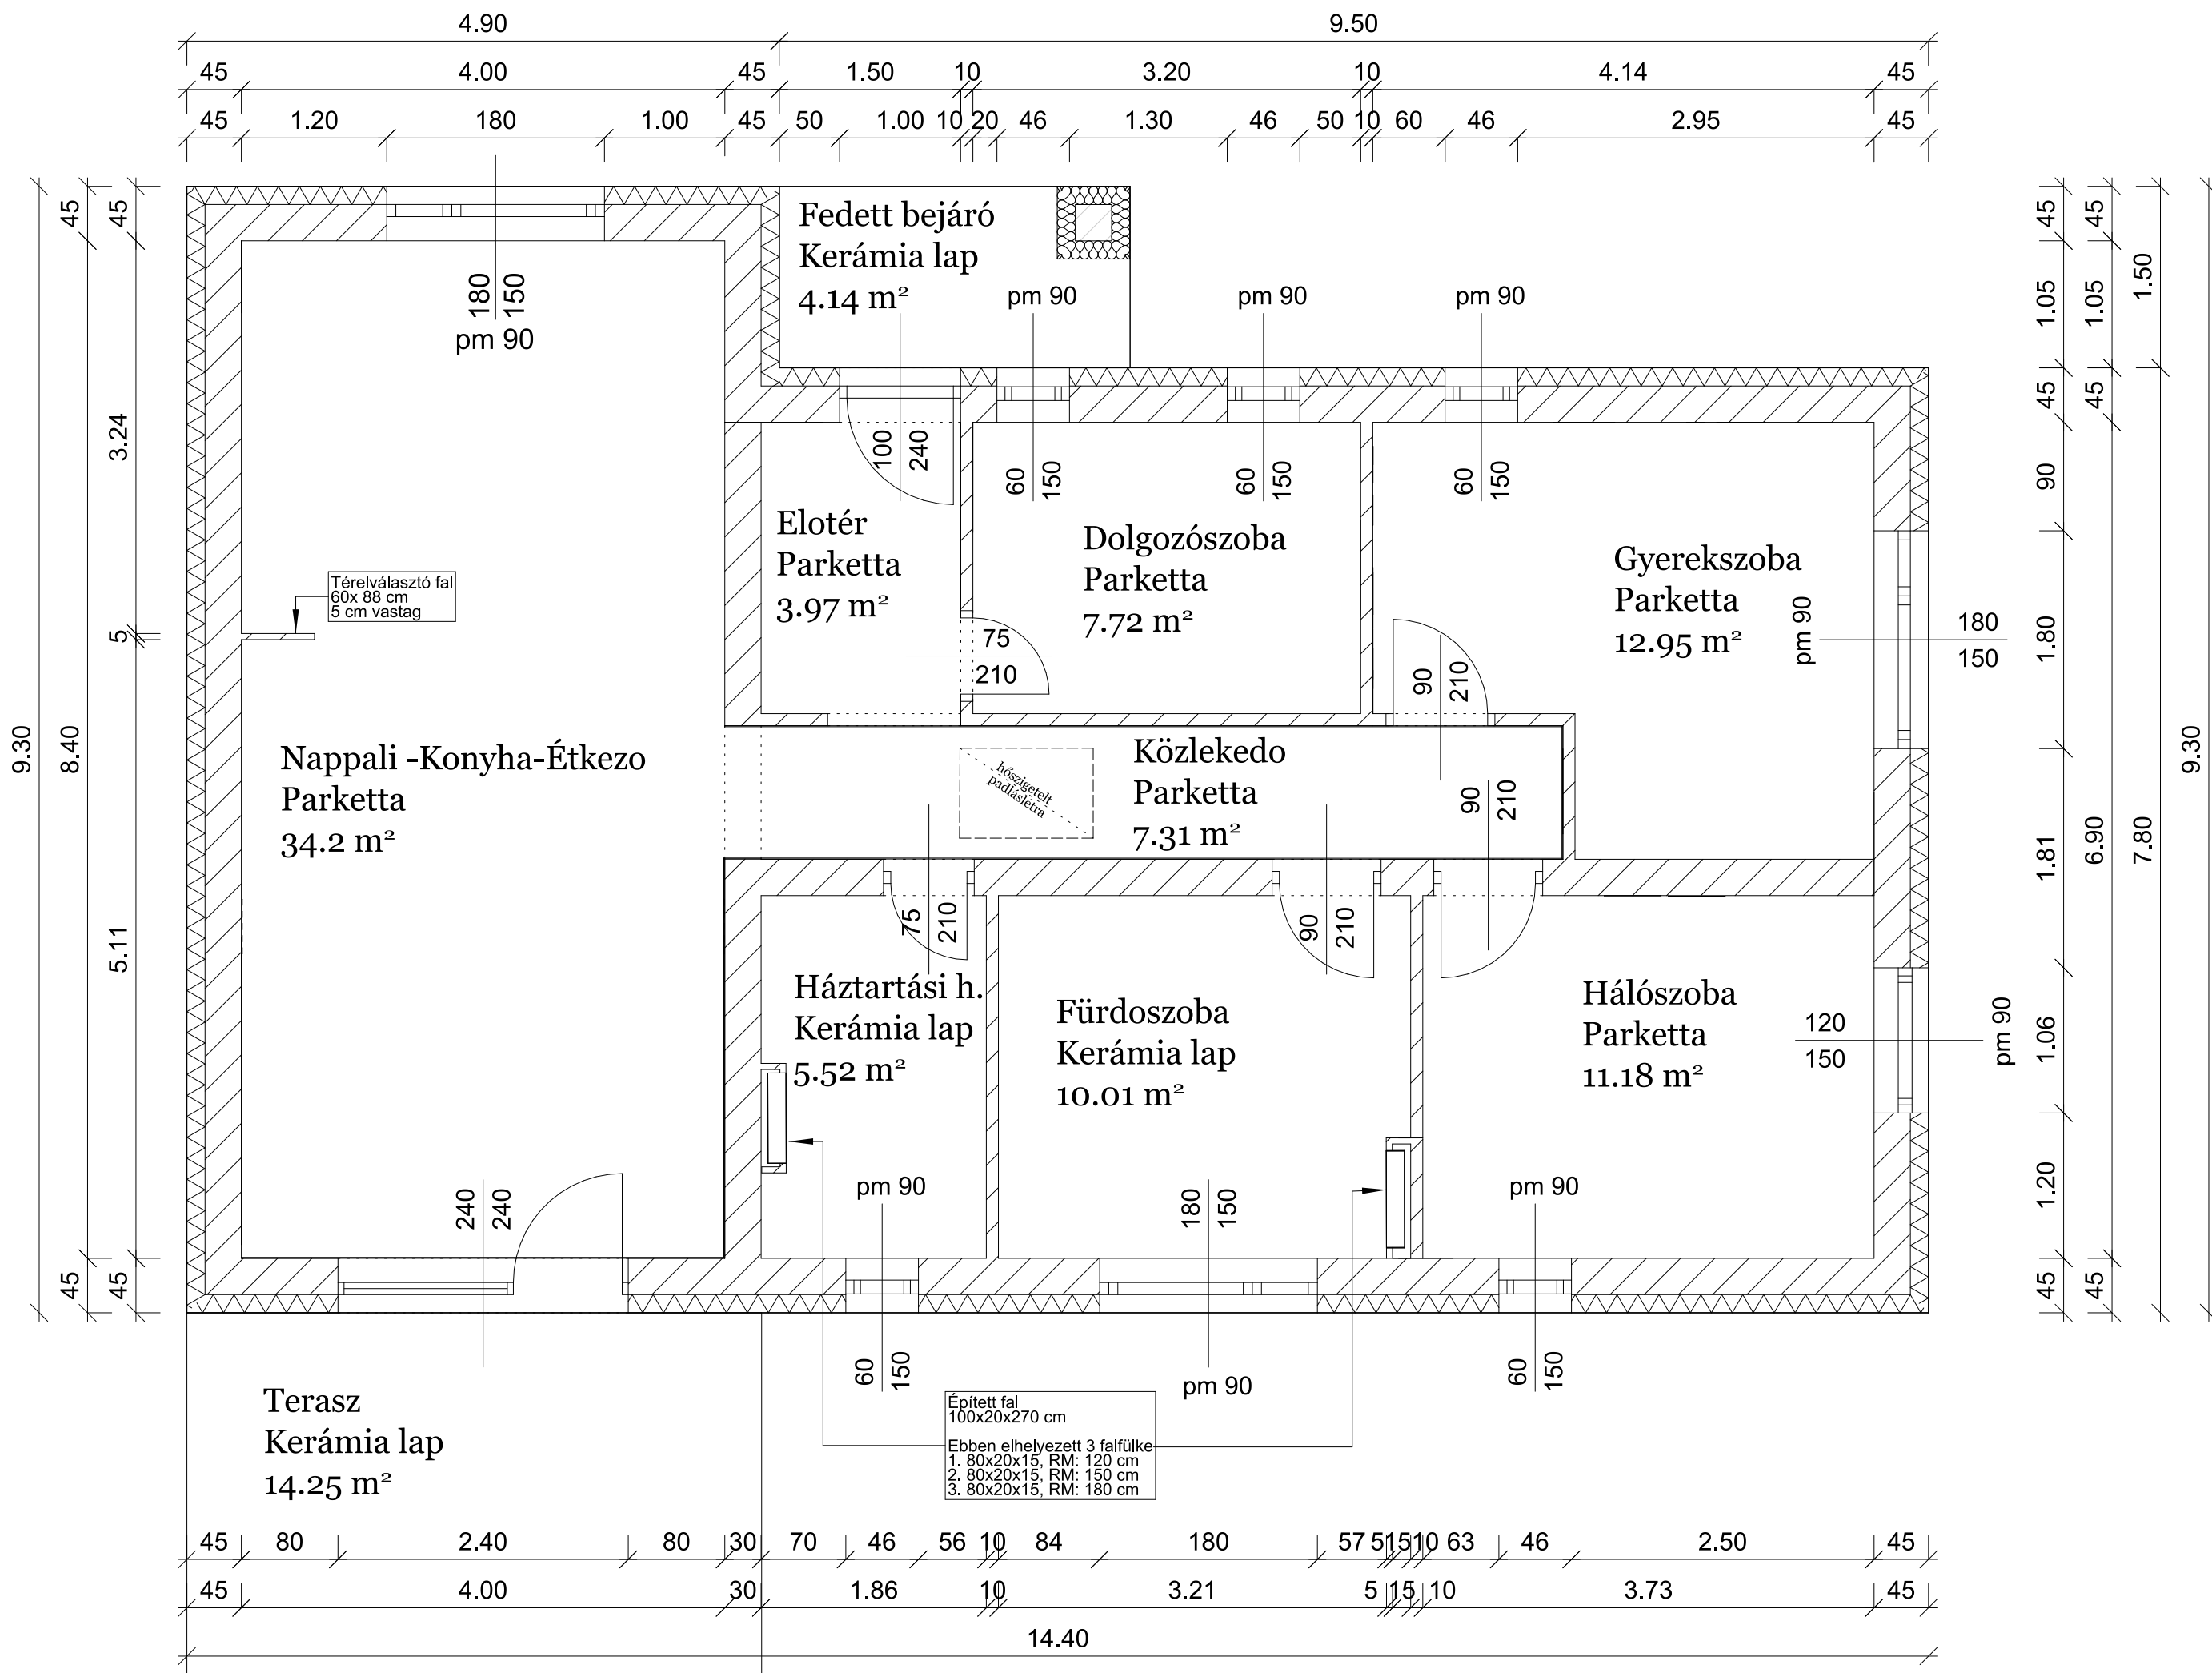 4.90 9.50
45 4.00 45 1.50 10 3.20 10 4.14 45
45 1.20 180 1.00 45 50 1.00 10 20 46 1.30 46 50 10 60 46 2.95 45
9.30
45 8.40 45
45 3.24 5 5.11 45
180 150
pm 90
Fedett bejáró
Kerámia lap
4.14 m²
pm 90
pm 90
pm 90
100 240
60 150
60 150
60 150
Elotér
Parketta
3.97 m²
75
210
Dolgozószoba
Parketta
7.72 m²
Gyerekszoba
Parketta
12.95 m²
pm 90
180
150
90 210
Térelválasztó fal
60x 88 cm
5 cm vastag
Nappali -Konyha-Étkezo
Parketta
34.2 m²
hőszigetelt
padláslétra
Közlekedo
Parketta
7.31 m²
90 210
75 210
90 210
Háztartási h.
Kerámia lap
5.52 m²
Fürdoszoba
Kerámia lap
10.01 m²
Hálószoba
Parketta
11.18 m²
120
150
pm 90
240 240
pm 90
180 150
pm 90
60 150
pm 90
60 150
Terasz
Kerámia lap
14.25 m²
Épített fal
100x20x270 cm
Ebben elhelyezett 3 falfülke
1. 80x20x15, RM: 120 cm
2. 80x20x15, RM: 150 cm
3. 80x20x15, RM: 180 cm
45 1.05 45 90 1.80 1.81 1.06 1.20 45
45 1.05 45 6.90 45
1.50 7.80
9.30
45 80 2.40 80 30 70 46 56 10 84 180 57 5 15 10 63 46 2.50 45
45 4.00 30 1.86 10 3.21 5 15 10 3.73 45
14.40